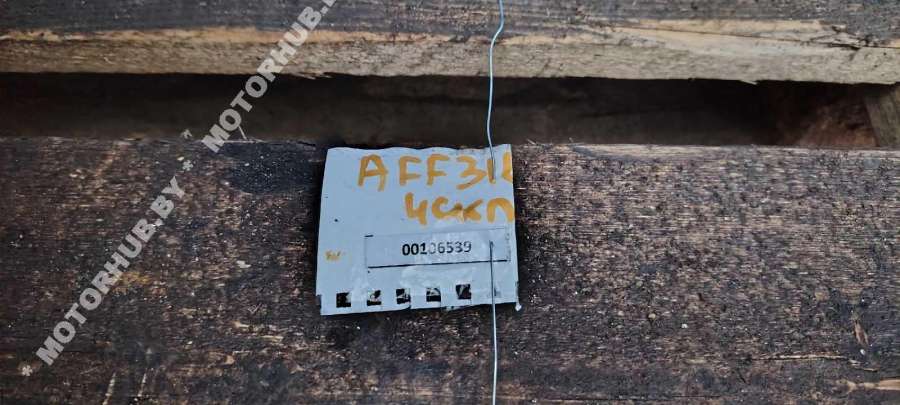 * MOTORHUB.BY * MOTORHUB.BY
AFF31
4скп
00106539